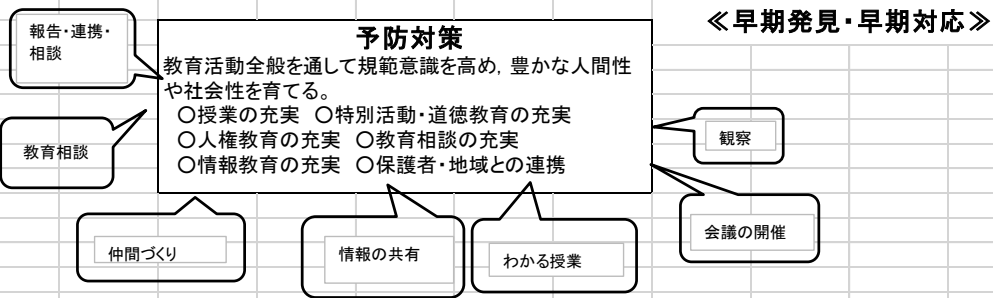 ≪早期発見・早期対応≫
報告・連携・
相談
予防対策
教育活動全般を通して規範意識を高め，豊かな人間性
や社会性を育てる。
○授業の充実　○特別活動・道徳教育の充実
○人権教育の充実　○教育相談の充実
○情報教育の充実　○保護者・地域との連携
教育相談
観察
仲間づくり
情報の共有
わかる授業
会議の開催